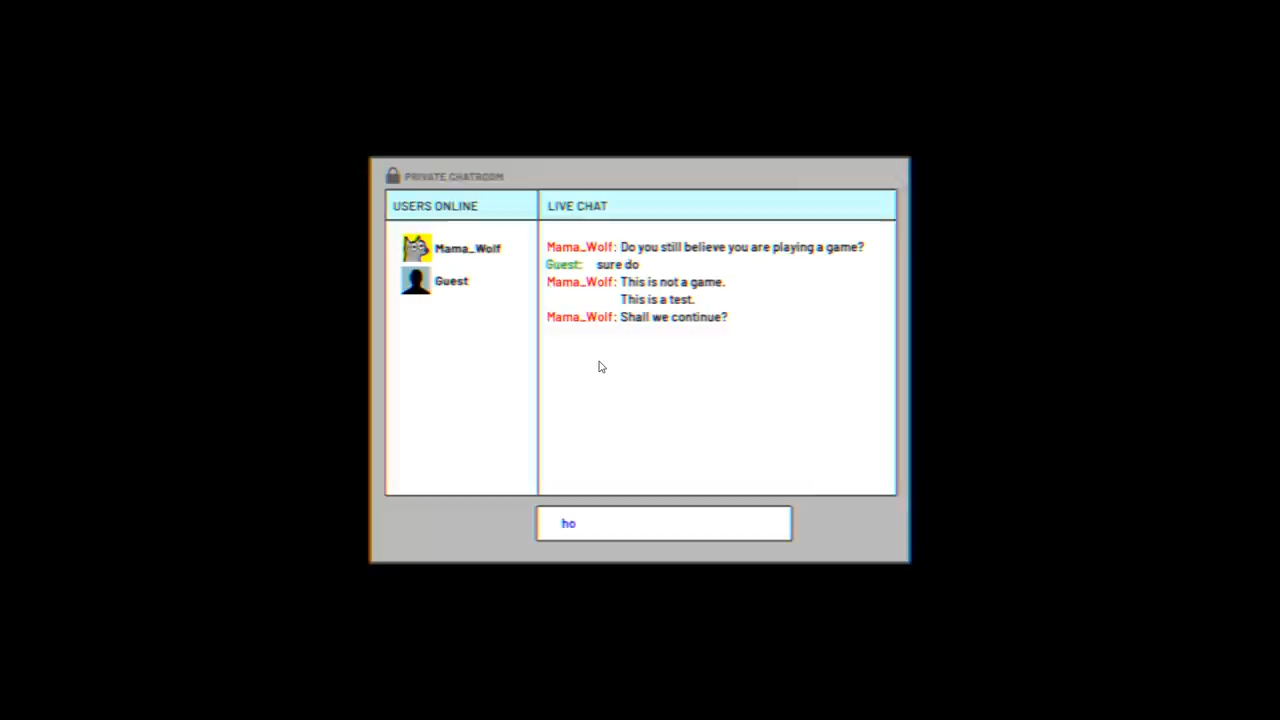 PRIVATE CHATROOM
USERS ONLINE
LIVE CHAT
Mama_Wolf
Guest
Mama_Wolf: Do you still believe you are playing a game?
Guest: sure do
Mama_Wolf: This is not a game.
This is a test.
Mama_Wolf: Shall we continue?
ho